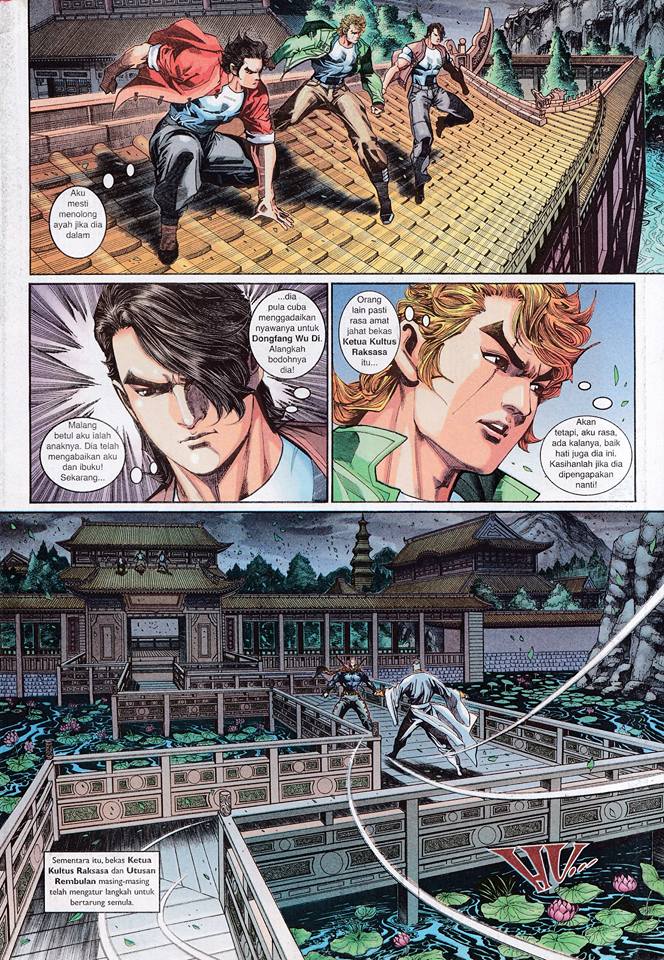 Aku
mesti
menolong
ayah jika dia
dalam
Malang
betul aku ialah
anaknya. Dia telah
mengabaikan aku
dan ibuku!
Sekarang...
...dia
pula cuba
menggadaikan
nyawanya untuk
Dongfang Wu Di.
Alangkah
bodohnya
dia!
Orang
lain pasti
rasa amat
jahat bekas
Ketua Kultus
Raksasa
itu...
Akan
tetapi, aku rasa,
ada kalanya, baik
hati juga dia ini.
Kasihanlah jika dia
dipengapakan
nanti!
HU...
Sementara itu, bekas Ketua
Kultus Raksasa dan Utusan
Rembulan masing-masing
telah mengatur langkah untuk
bertarung semula.